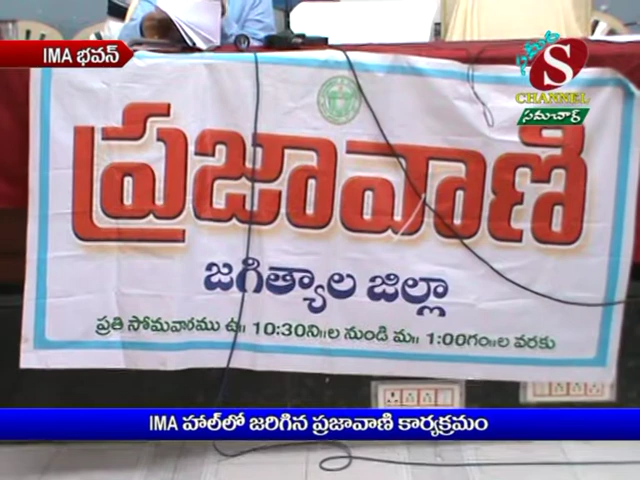 IMA భవన్
సమీర
S
CHANNEL
సమచార్
ప్రజావాణి
జగిత్యాల జిల్లా
ప్రతి సోమవారము ఉ॥ 10:30ని॥ల నుండి మ॥ 1:00గం॥ల వరకు
IMA హాల్‌లో జరిగిన ప్రజావాణి కార్యక్రమం